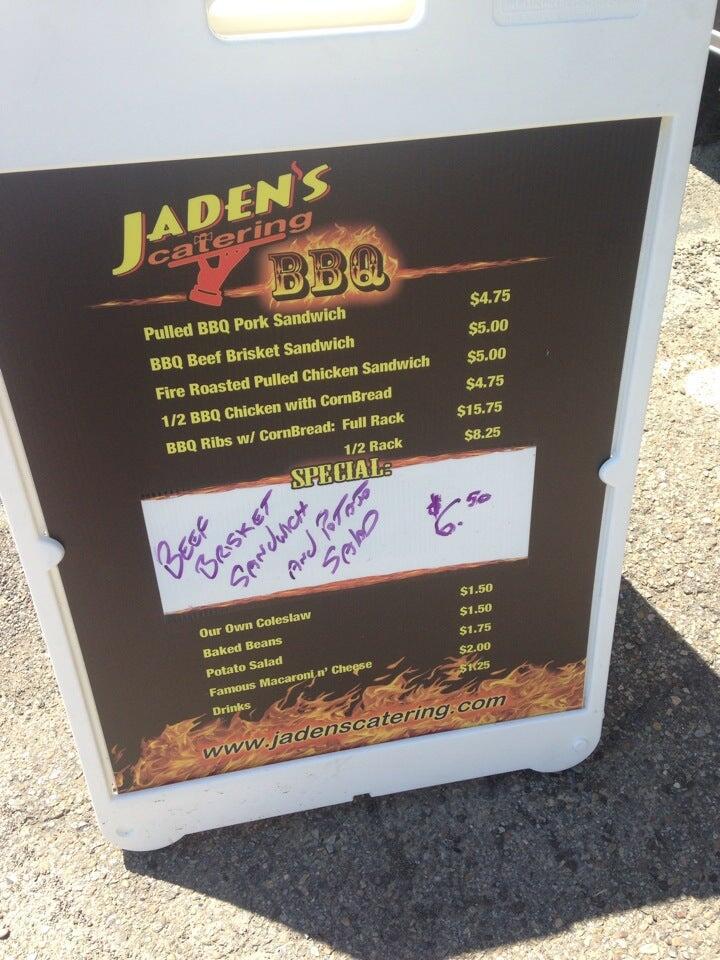 JADEN'S
catering
BBQ
Pulled BBQ Pork Sandwich $4.75
BBQ Beef Brisket Sandwich $5.00
Fire Roasted Pulled Chicken Sandwich $5.00
1/2 BBQ Chicken with CornBread $4.75
BBQ Ribs w/ CornBread: Full Rack $15.75
1/2 Rack $8.25
SPECIAL:
BEEF BRISKET SANDWICH AND POTATO SALAD $6.50
Our Own Coleslaw $1.50
Baked Beans $1.50
Potato Salad $1.75
Famous Macaroni n' Cheese $2.00
Drinks $1.25
www.jadenscatering.com